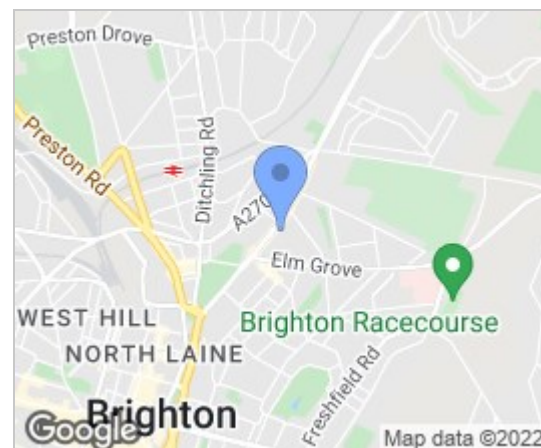 Preston Drove
Preston Rd
Ditchling Rd
A270
Elm Grove
WEST HILL
Brighton Racecourse
NORTH LAINE
Freshfield Rd
Brighton
Google
Map data ©2022